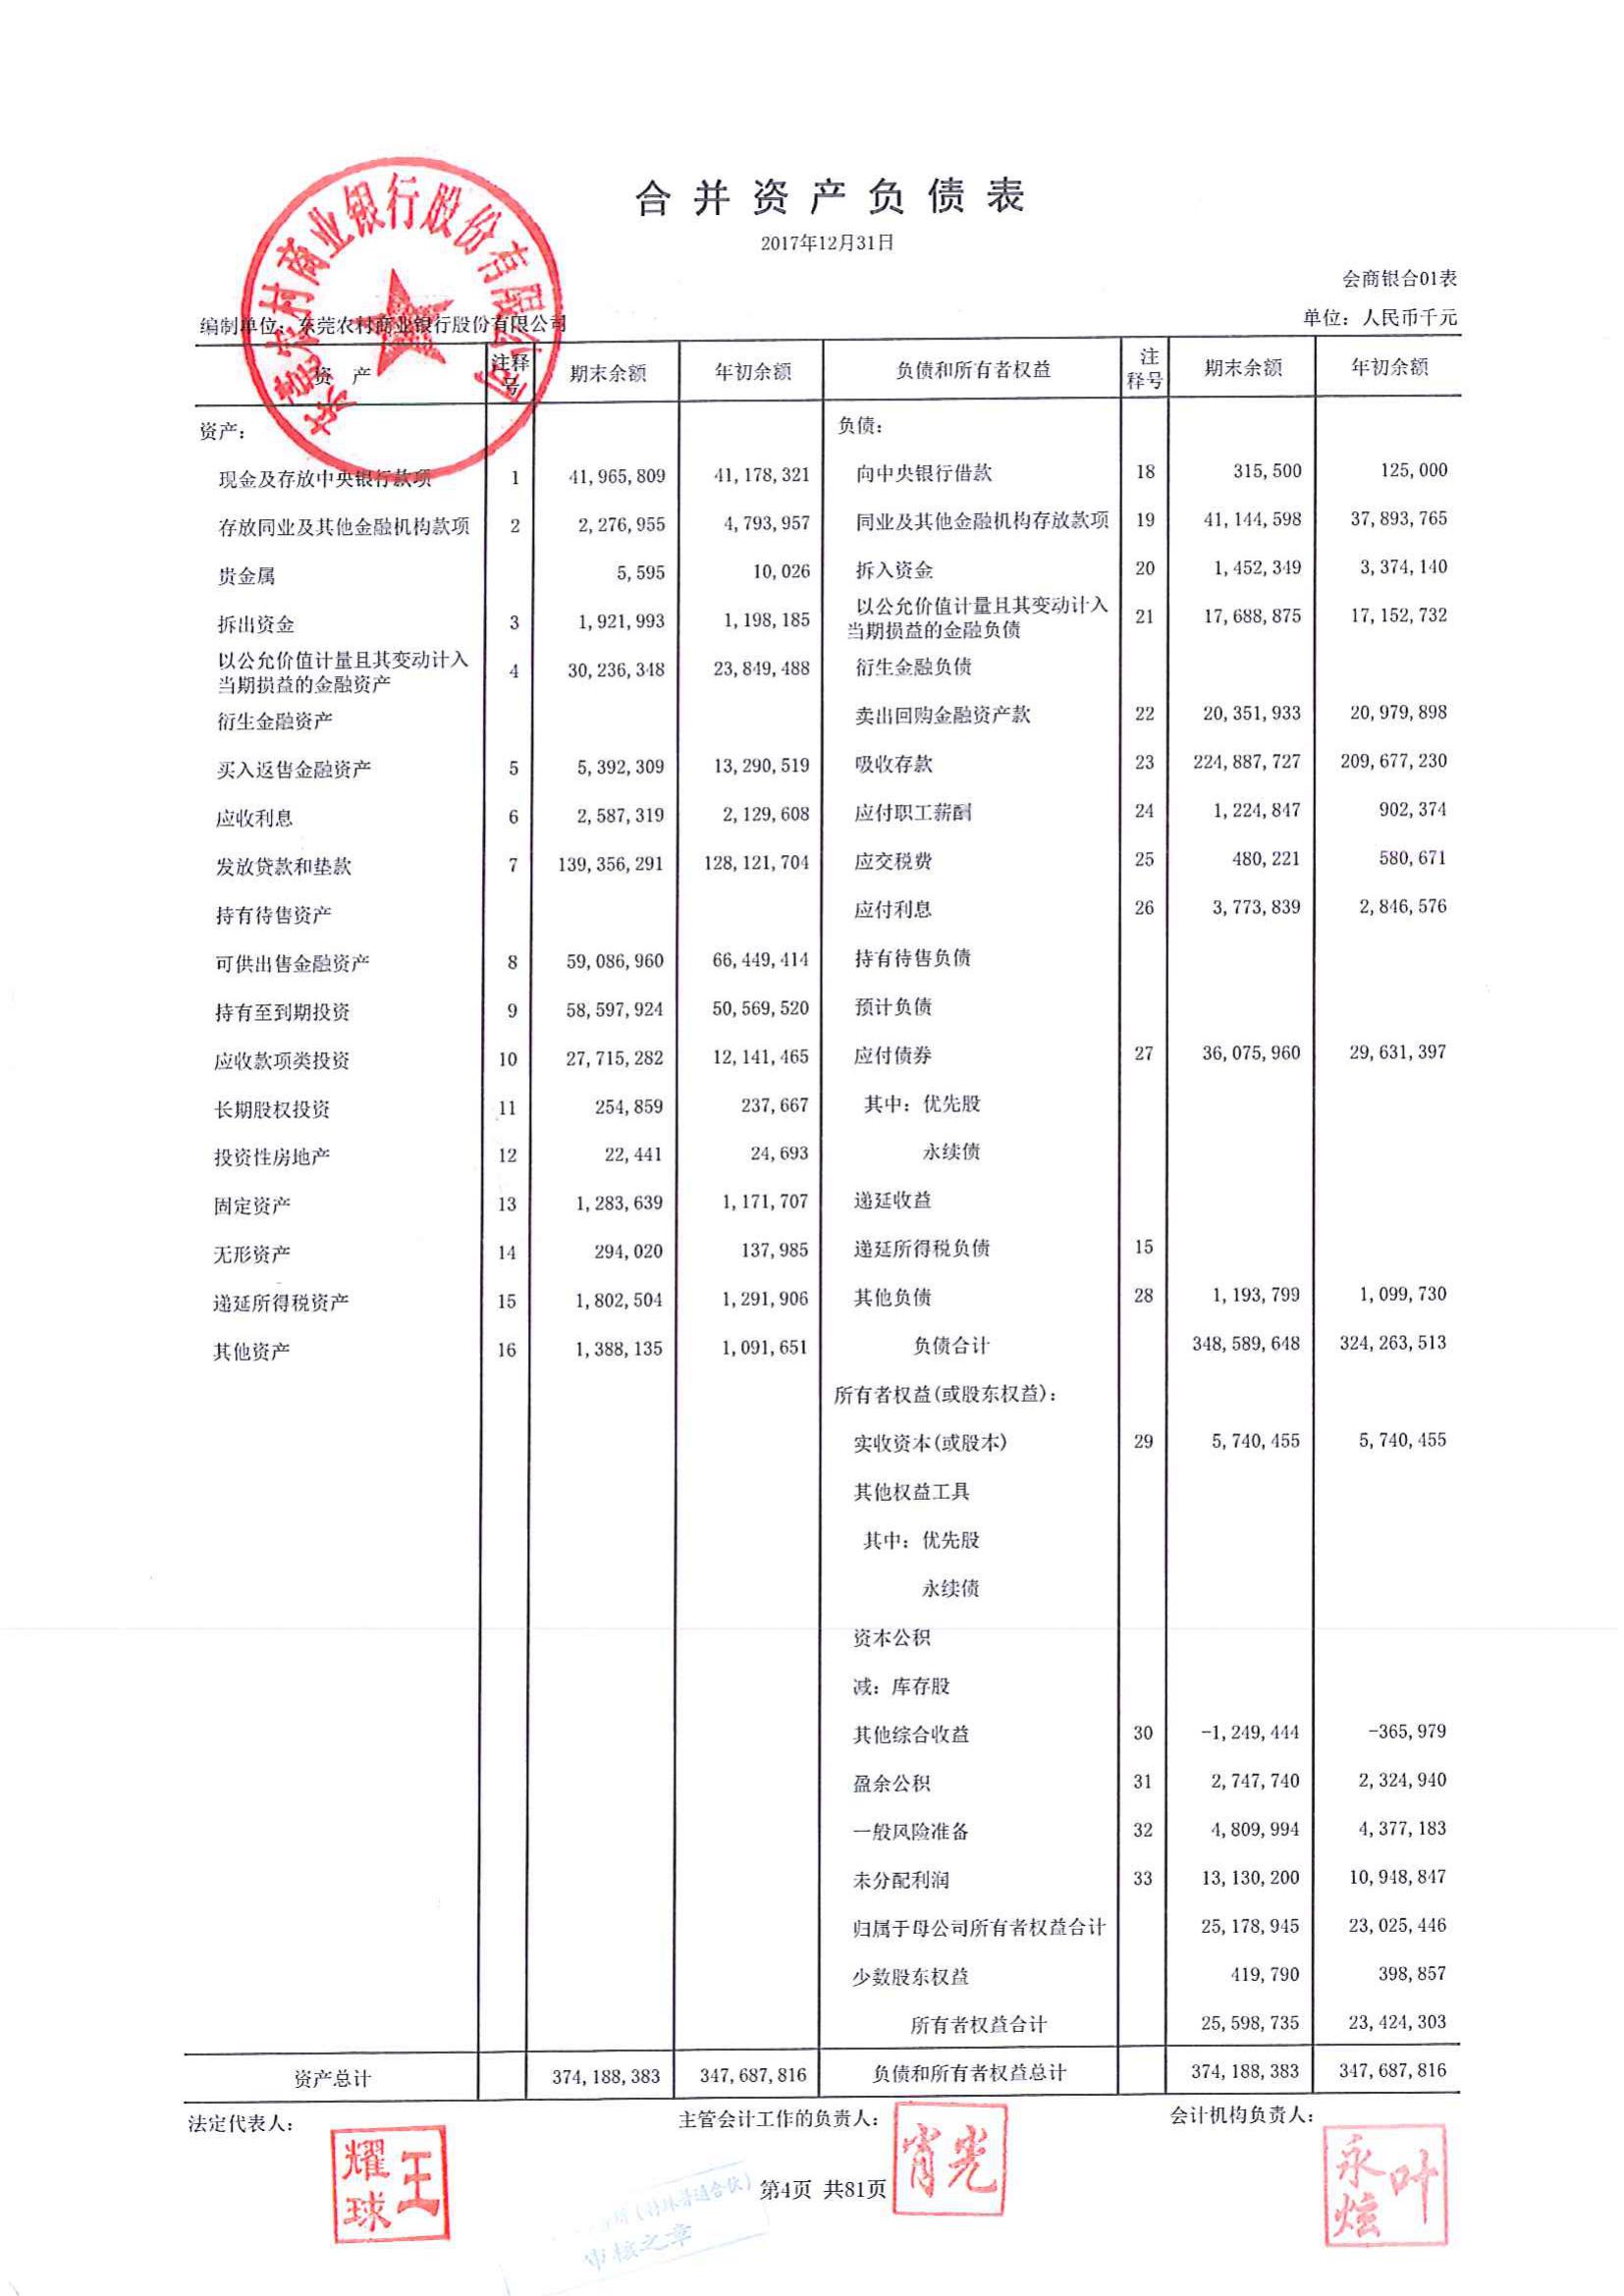 合并资产负债表
2017年12月31日
会商银合01表
编制单位：东莞农村商业银行股份有限公司 单位：人民币千元
东莞农村商业银行股份有限公司
资 产 注释号 期末余额 年初余额 负债和所有者权益 注释号 期末余额 年初余额
资产： 负债：
现金及存放中央银行款项 1 41,965,809 41,178,321 向中央银行借款 18 315,500 125,000
存放同业及其他金融机构款项 2 2,276,955 4,793,957 同业及其他金融机构存放款项 19 41,144,598 37,893,765
贵金属 5,595 10,026 拆入资金 20 1,452,349 3,374,140
拆出资金 3 1,921,993 1,198,185 以公允价值计量且其变动计入当期损益的金融负债 21 17,688,875 17,152,732
以公允价值计量且其变动计入当期损益的金融资产 4 30,236,348 23,849,488 衍生金融负债
衍生金融资产 卖出回购金融资产款 22 20,351,933 20,979,898
买入返售金融资产 5 5,392,309 13,290,519 吸收存款 23 224,887,727 209,677,230
应收利息 6 2,587,319 2,129,608 应付职工薪酬 24 1,224,847 902,374
发放贷款和垫款 7 139,356,291 128,121,704 应交税费 25 480,221 580,671
持有待售资产 应付利息 26 3,773,839 2,846,576
可供出售金融资产 8 59,086,960 66,449,414 持有待售负债
持有至到期投资 9 58,597,924 50,569,520 预计负债
应收款项类投资 10 27,715,282 12,141,465 应付债券 27 36,075,960 29,631,397
长期股权投资 11 254,859 237,667 其中：优先股
投资性房地产 12 22,441 24,693 永续债
固定资产 13 1,283,639 1,171,707 递延收益
无形资产 14 294,020 137,985 递延所得税负债 15
递延所得税资产 15 1,802,504 1,291,906 其他负债 28 1,193,799 1,099,730
其他资产 16 1,388,135 1,091,651 负债合计 348,589,648 324,263,513
所有者权益(或股东权益)：
实收资本(或股本) 29 5,740,455 5,740,455
其他权益工具
其中：优先股
永续债
资本公积
减：库存股
其他综合收益 30 -1,249,444 -365,979
盈余公积 31 2,747,740 2,324,940
一般风险准备 32 4,809,994 4,377,183
未分配利润 33 13,130,200 10,948,847
归属于母公司所有者权益合计 25,178,945 23,025,446
少数股东权益 419,790 398,857
所有者权益合计 25,598,735 23,424,303
资产总计 374,188,383 347,687,816 负债和所有者权益总计 374,188,383 347,687,816
法定代表人： 主管会计工作的负责人： 会计机构负责人：
王耀球
肖光
叶永炫
第4页 共81页
(特殊普通合伙)
审核之章